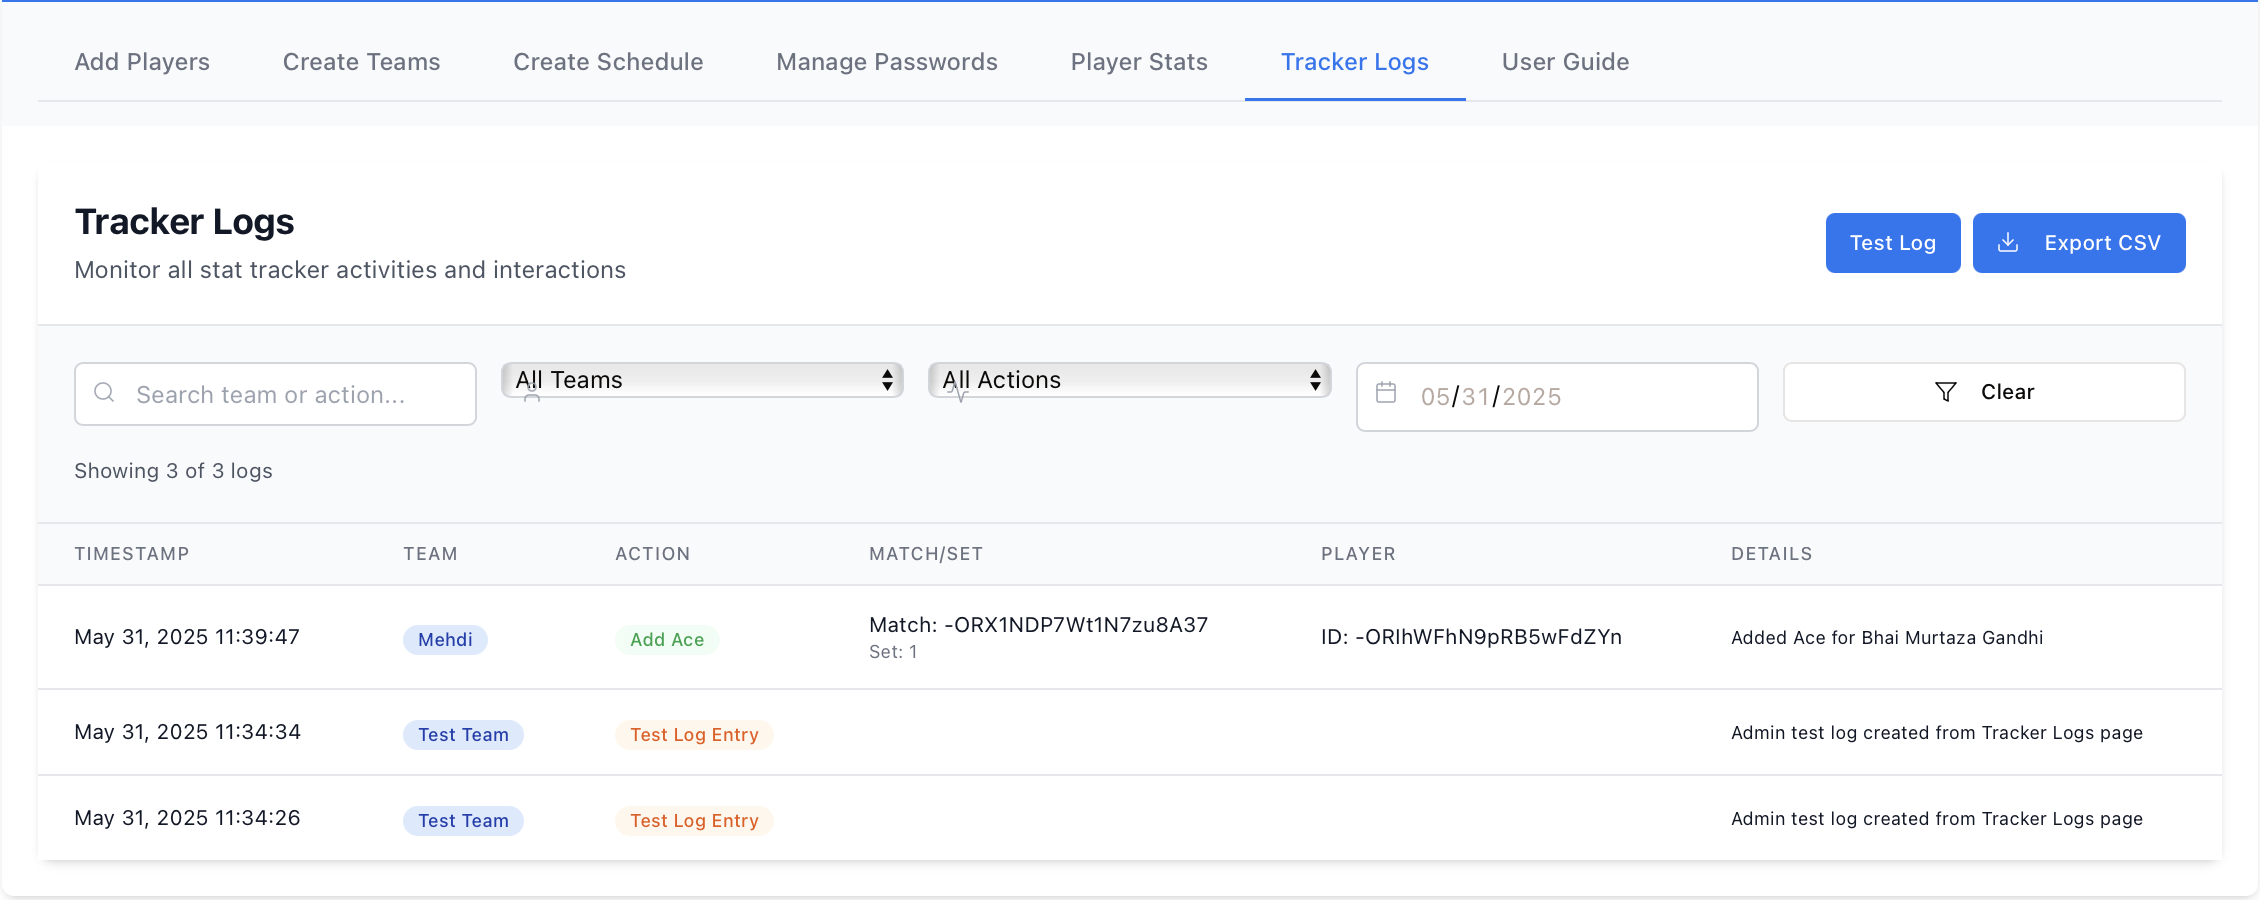 Add Players Create Teams Create Schedule Manage Passwords Player Stats Tracker Logs User Guide
Tracker Logs
Monitor all stat tracker activities and interactions
Test Log Export CSV
Search team or action... All Teams All Actions 05/31/2025 Clear
Showing 3 of 3 logs
TIMESTAMP TEAM ACTION MATCH/SET PLAYER DETAILS
May 31, 2025 11:39:47 Mehdi Add Ace Match: -ORX1NDP7Wt1N7zu8A37 ID: -ORIhWFhN9pRB5wFdZYn Added Ace for Bhai Murtaza Gandhi
Set: 1
May 31, 2025 11:34:34 Test Team Test Log Entry Admin test log created from Tracker Logs page
May 31, 2025 11:34:26 Test Team Test Log Entry Admin test log created from Tracker Logs page